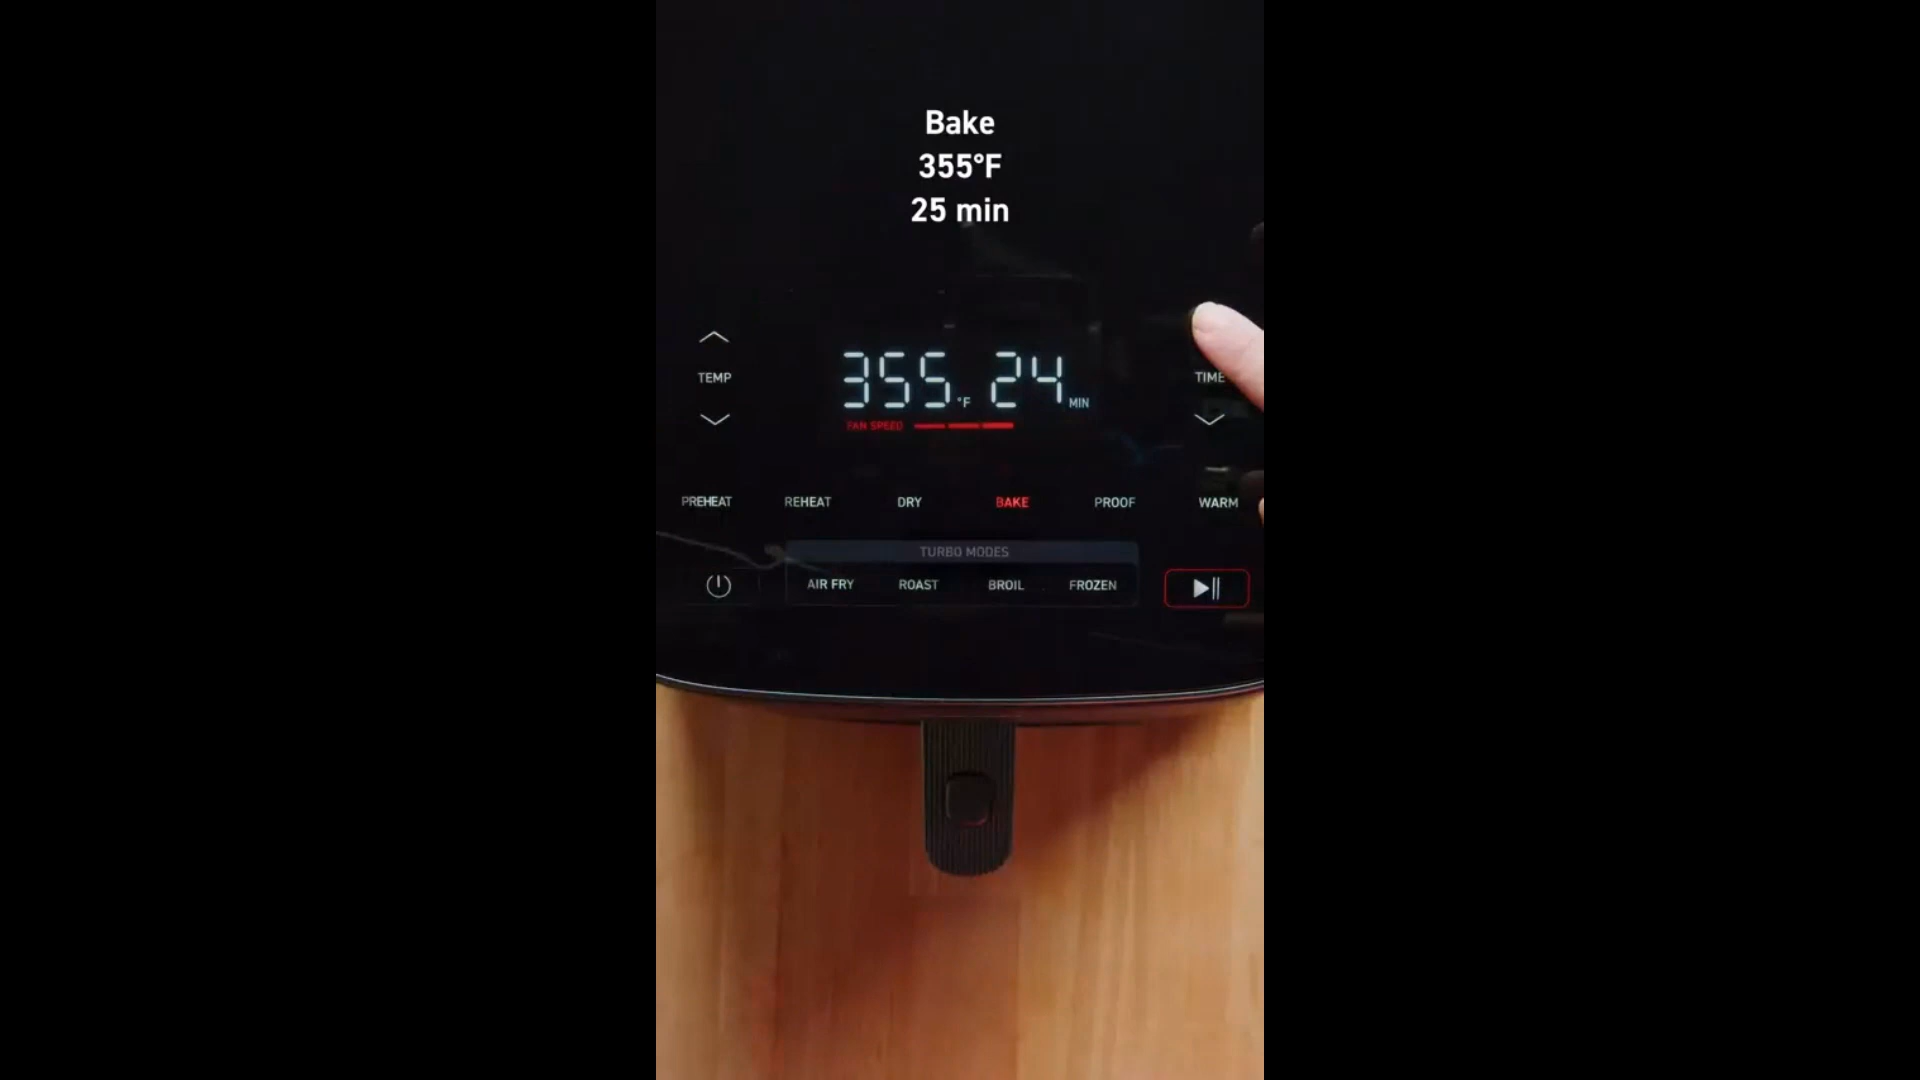 Bake
355°F
25 min
TEMP
355°F 24 MIN
TIME
FAN SPEED
PREHEAT REHEAT DRY BAKE PROOF WARM
TURBO MODES
AIR FRY ROAST BROIL FROZEN